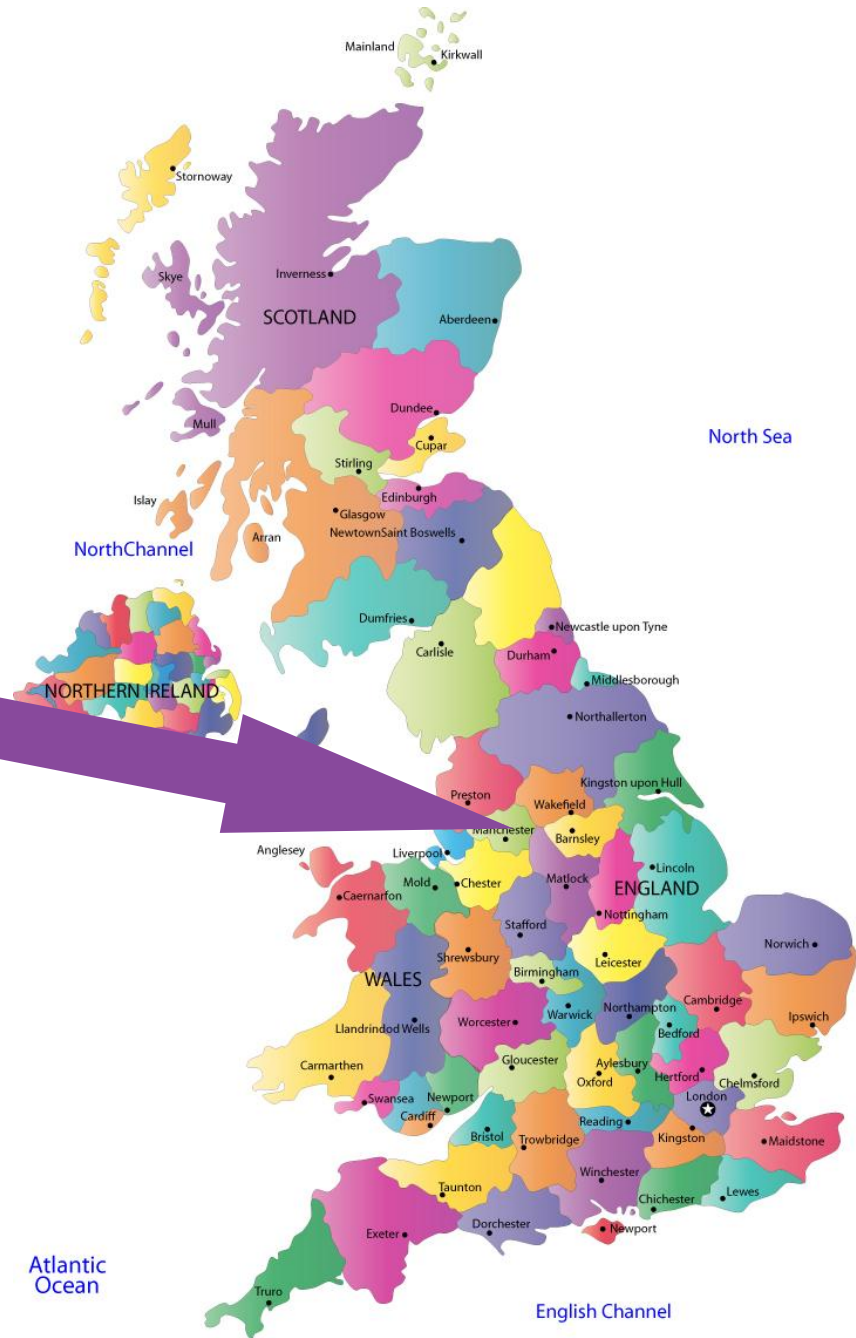 Mainland
Kirkwall
Stornoway
Skye
Inverness
SCOTLAND
Aberdeen
Dundee
Mull
Cupar
North Sea
Stirling
Edinburgh
Islay
Glasgow
Arran
NewtownSaint Boswells
NorthChannel
Dumfries
Newcastle upon Tyne
Carlisle
Durham
Middlesborough
NORTHERN IRELAND
Northallerton
Kingston upon Hull
Preston
Wakefield
Manchester
Barnsley
Anglesey
Liverpool
Lincoln
Mold
Chester
Matlock
ENGLAND
Caernarfon
Nottingham
Stafford
Norwich
Shrewsbury
Leicester
WALES
Birmingham
Cambridge
Northampton
Warwick
Ipswich
Worcester
Llandrindod Wells
Bedford
Gloucester
Aylesbury
Carmarthen
Oxford
Hertford
Chelmsford
Swansea
Newport
London
Cardiff
Reading
Bristol
Trowbridge
Kingston
Maidstone
Winchester
Taunton
Chichester
Lewes
Dorchester
Newport
Exeter
Atlantic
Ocean
Truro
English Channel